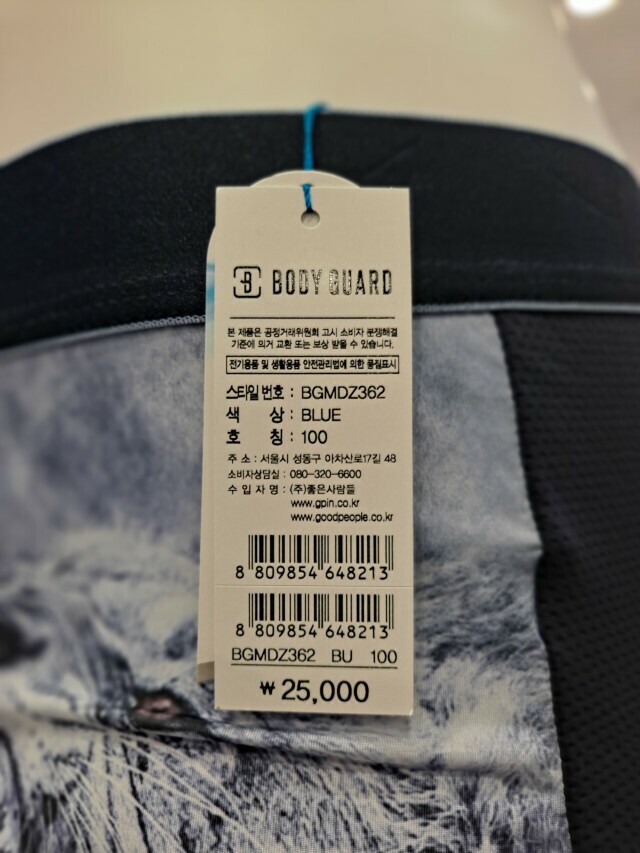 B BODY GUARD
본 제품은 공정거래위원회 고시 소비자 분쟁해결
기준에 의거 교환 또는 보상 받을 수 있습니다.
전기용품 및 생활용품 안전관리법에 의한 품질표시
스타일번호 : BGMDZ362
색 상 : BLUE
호 칭 : 100
주 소 : 서울시 성동구 아차산로17길 48
소비자상담실 : 080-320-6600
수 입 자 명 : (주)좋은사람들
www.gpin.co.kr
www.goodpeople.co.kr
8 809854 648213
8 809854 648213
BGMDZ362 BU 100
₩ 25,000